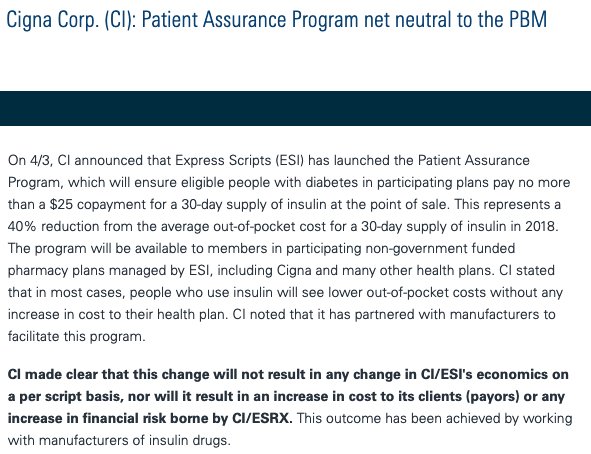 Cigna Corp. (CI): Patient Assurance Program net neutral to the PBM
On 4/3, CI announced that Express Scripts (ESI) has launched the Patient Assurance
Program, which will ensure eligible people with diabetes in participating plans pay no more
than a $25 copayment for a 30-day supply of insulin at the point of sale. This represents a
40% reduction from the average out-of-pocket cost for a 30-day supply of insulin in 2018.
The program will be available to members in participating non-government funded
pharmacy plans managed by ESI, including Cigna and many other health plans. CI stated
that in most cases, people who use insulin will see lower out-of-pocket costs without any
increase in cost to their health plan. CI noted that it has partnered with manufacturers to
facilitate this program.
CI made clear that this change will not result in any change in CI/ESI's economics on
a per script basis, nor will it result in an increase in cost to its clients (payors) or any
increase in financial risk borne by CI/ESRX. This outcome has been achieved by working
with manufacturers of insulin drugs.